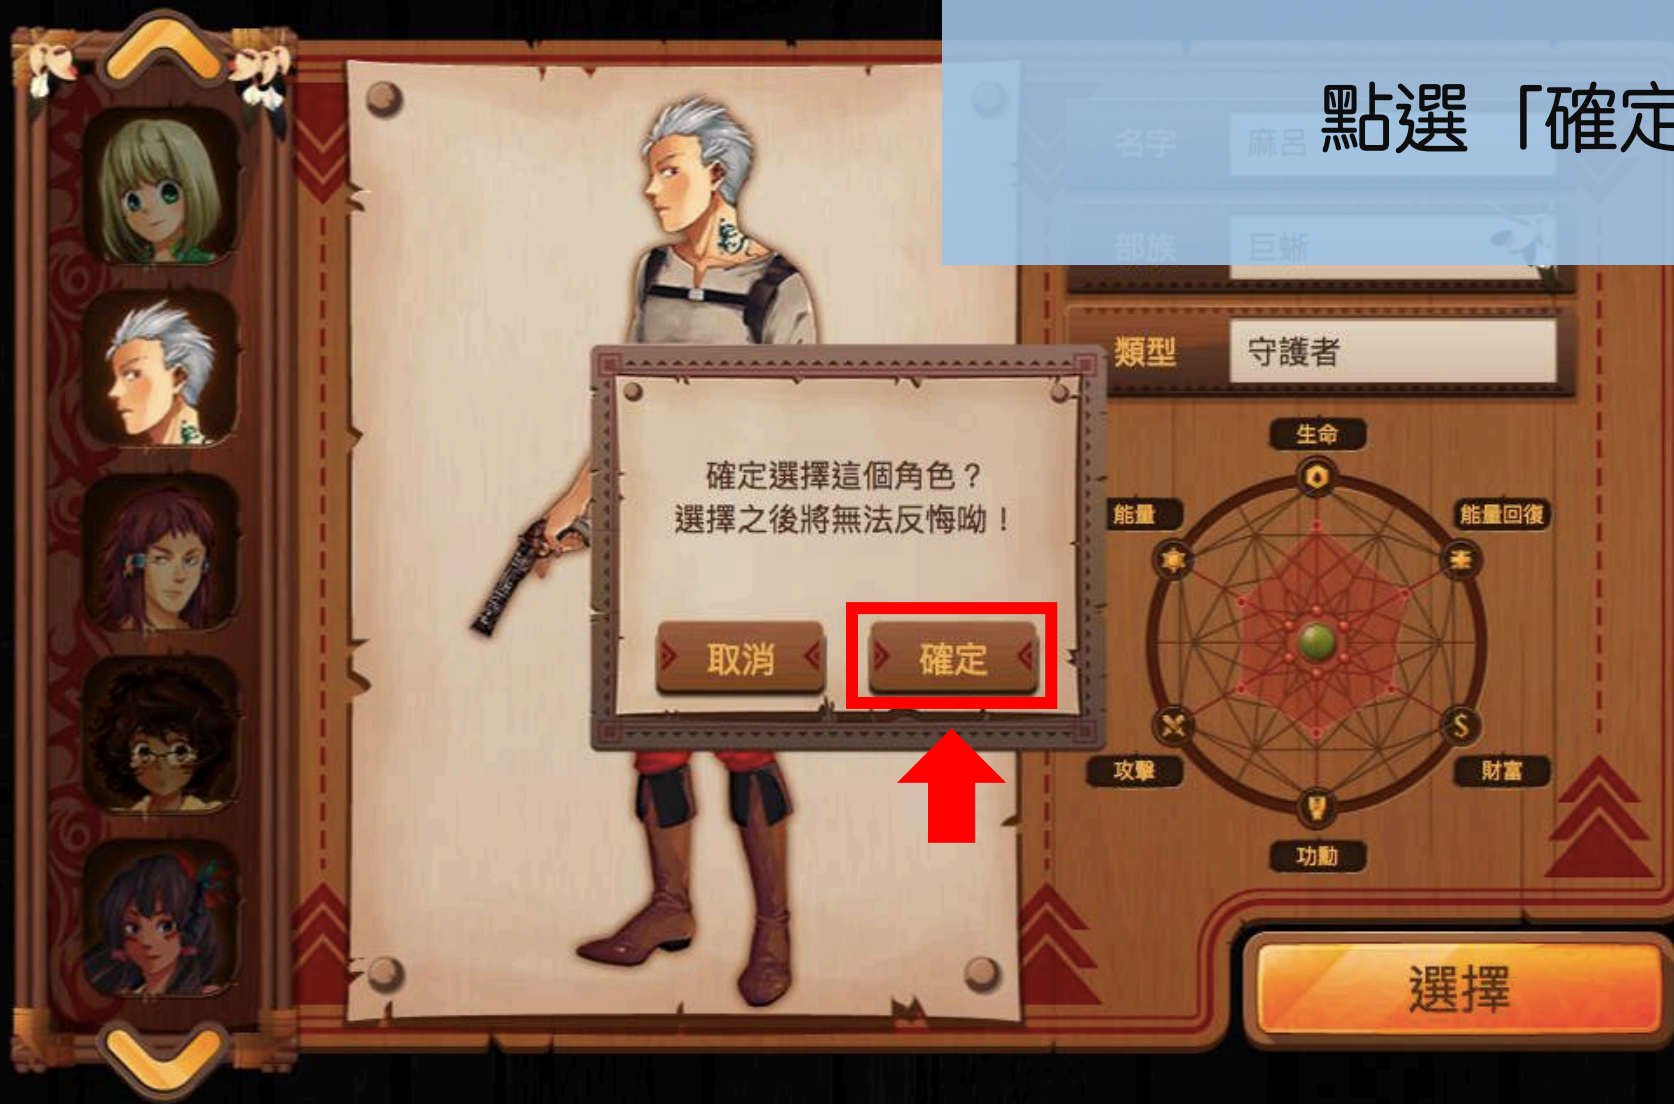 點選「確定
名字 麻呂
部族 巨蜥
類型 守護者
確定選擇這個角色？
選擇之後將無法反悔呦！
取消 確定
生命
能量 能量回復
攻擊 財富
功勳
選擇